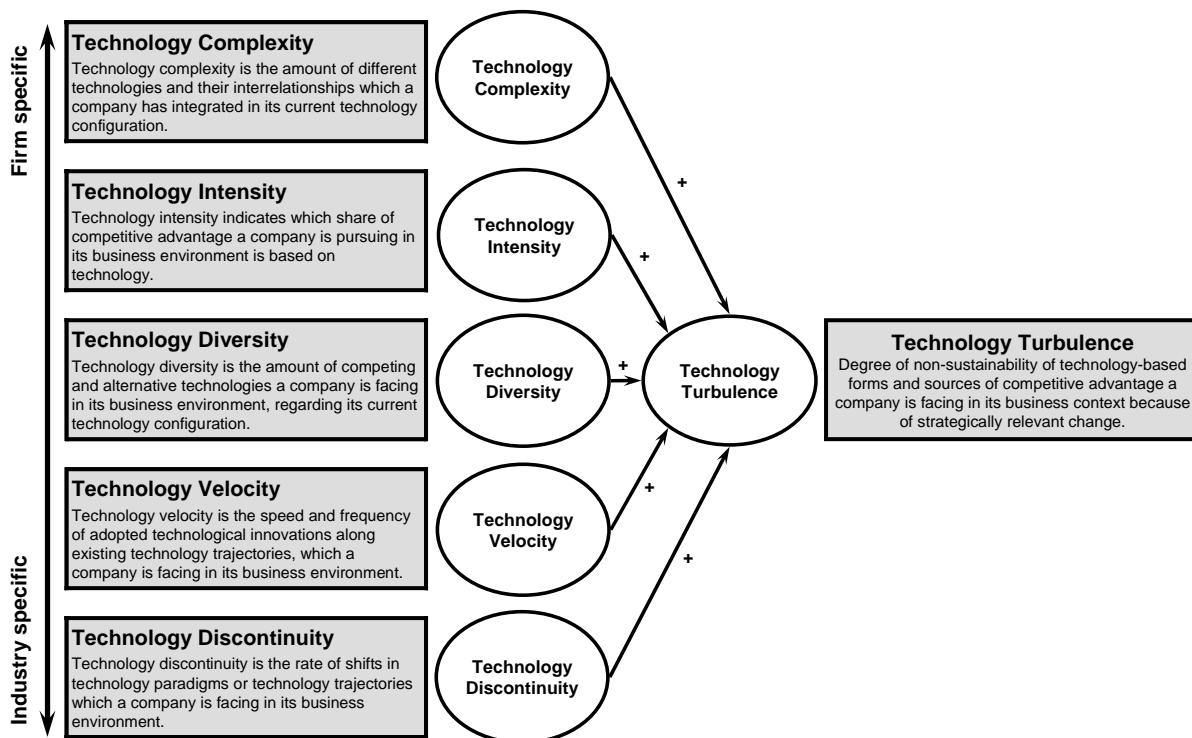 Firm specific
Industry specific
Technology Complexity
Technology complexity is the amount of different
technologies and their interrelationships which a
company has integrated in its current technology
configuration.
Technology
Complexity
+
Technology Intensity
Technology intensity indicates which share of
competitive advantage a company is pursuing in
its business environment is based on
technology.
Technology
Intensity
+
Technology Diversity
Technology diversity is the amount of competing
and alternative technologies a company is facing
in its business environment, regarding its current
technology configuration.
Technology
Diversity
+
Technology
Turbulence
Technology Turbulence
Degree of non-sustainability of technology-based
forms and sources of competitive advantage a
company is facing in its business context because
of strategically relevant change.
Technology Velocity
Technology velocity is the speed and frequency
of adopted technological innovations along
existing technology trajectories, which a
company is facing in its business environment.
Technology
Velocity
+
Technology Discontinuity
Technology discontinuity is the rate of shifts in
technology paradigms or technology trajectories
which a company is facing in its business
environment.
Technology
Discontinuity
+